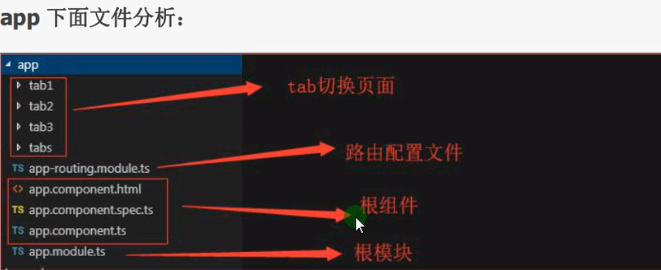 app 下面文件分析：
app
tab1
tab切换页面
tab2
tab3
tabs
TS app-routing.module.ts
路由配置文件
<> app.component.html
TS app.component.spec.ts
根组件
TS app.component.ts
TS app.module.ts
根模块